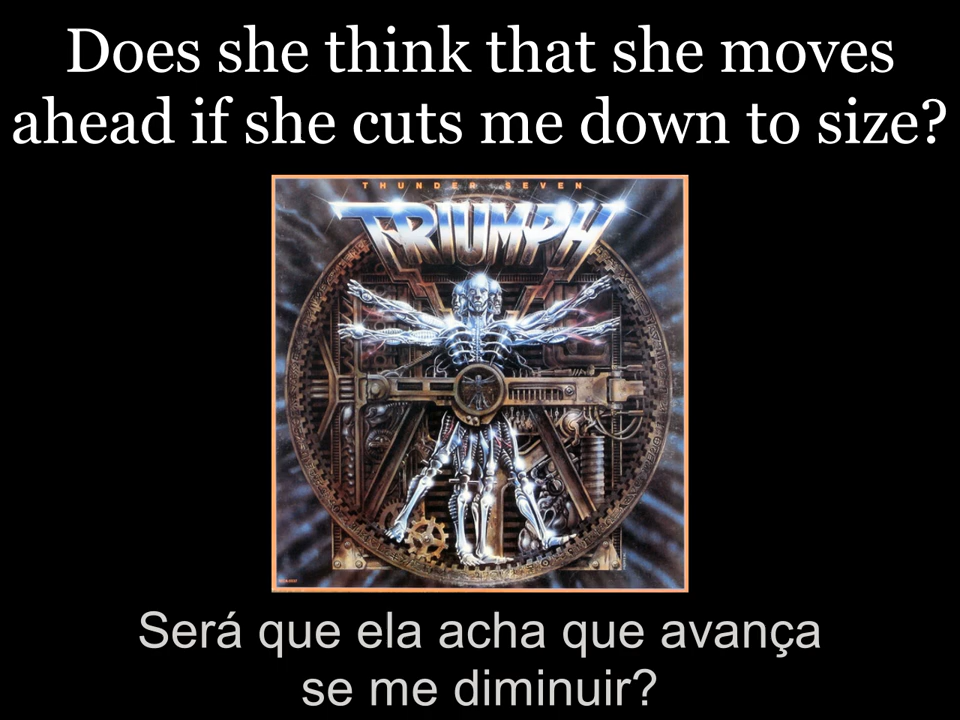 Does she think that she moves
ahead if she cuts me down to size?
THUNDER SEVEN
TRIUMPH
Será que ela acha que avança
se me diminuir?